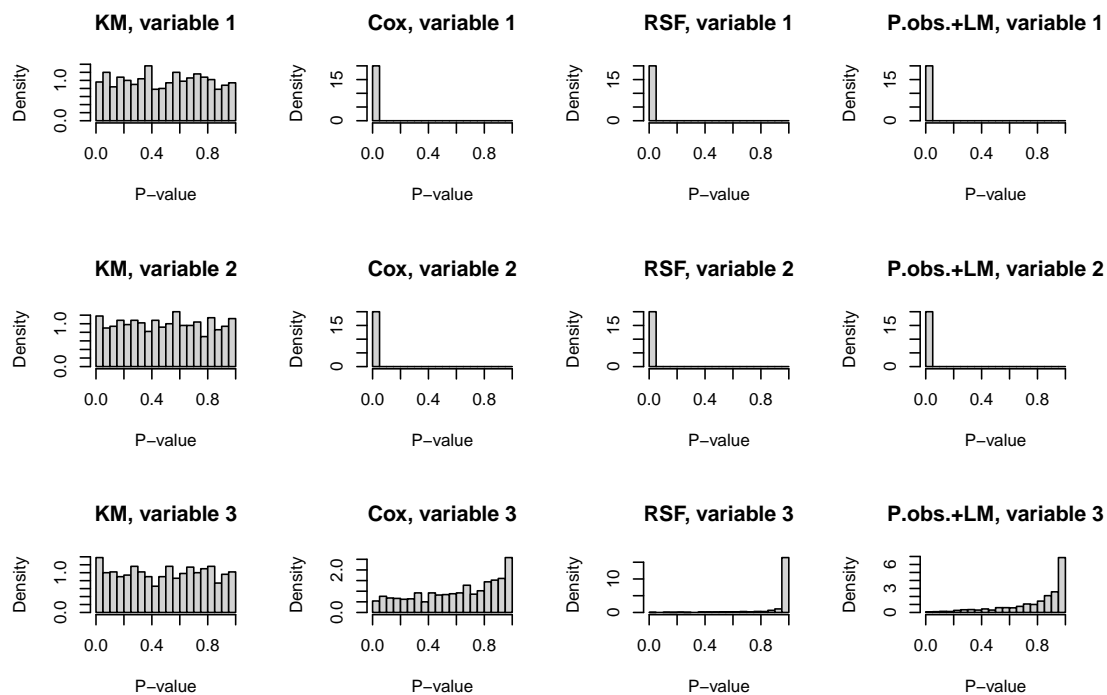 KM, variable 1
Density
0.0 1.0
0.0 0.4 0.8
P−value
Cox, variable 1
Density
0 15
0.0 0.4 0.8
P−value
RSF, variable 1
Density
0 15
0.0 0.4 0.8
P−value
P.obs.+LM, variable 1
Density
0 15
0.0 0.4 0.8
P−value
KM, variable 2
Density
0.0 1.0
0.0 0.4 0.8
P−value
Cox, variable 2
Density
0 15
0.0 0.4 0.8
P−value
RSF, variable 2
Density
0 15
0.0 0.4 0.8
P−value
P.obs.+LM, variable 2
Density
0 15
0.0 0.4 0.8
P−value
KM, variable 3
Density
0.0 1.0
0.0 0.4 0.8
P−value
Cox, variable 3
Density
0.0 2.0
0.0 0.4 0.8
P−value
RSF, variable 3
Density
0 10
0.0 0.4 0.8
P−value
P.obs.+LM, variable 3
Density
0 3 6
0.0 0.4 0.8
P−value